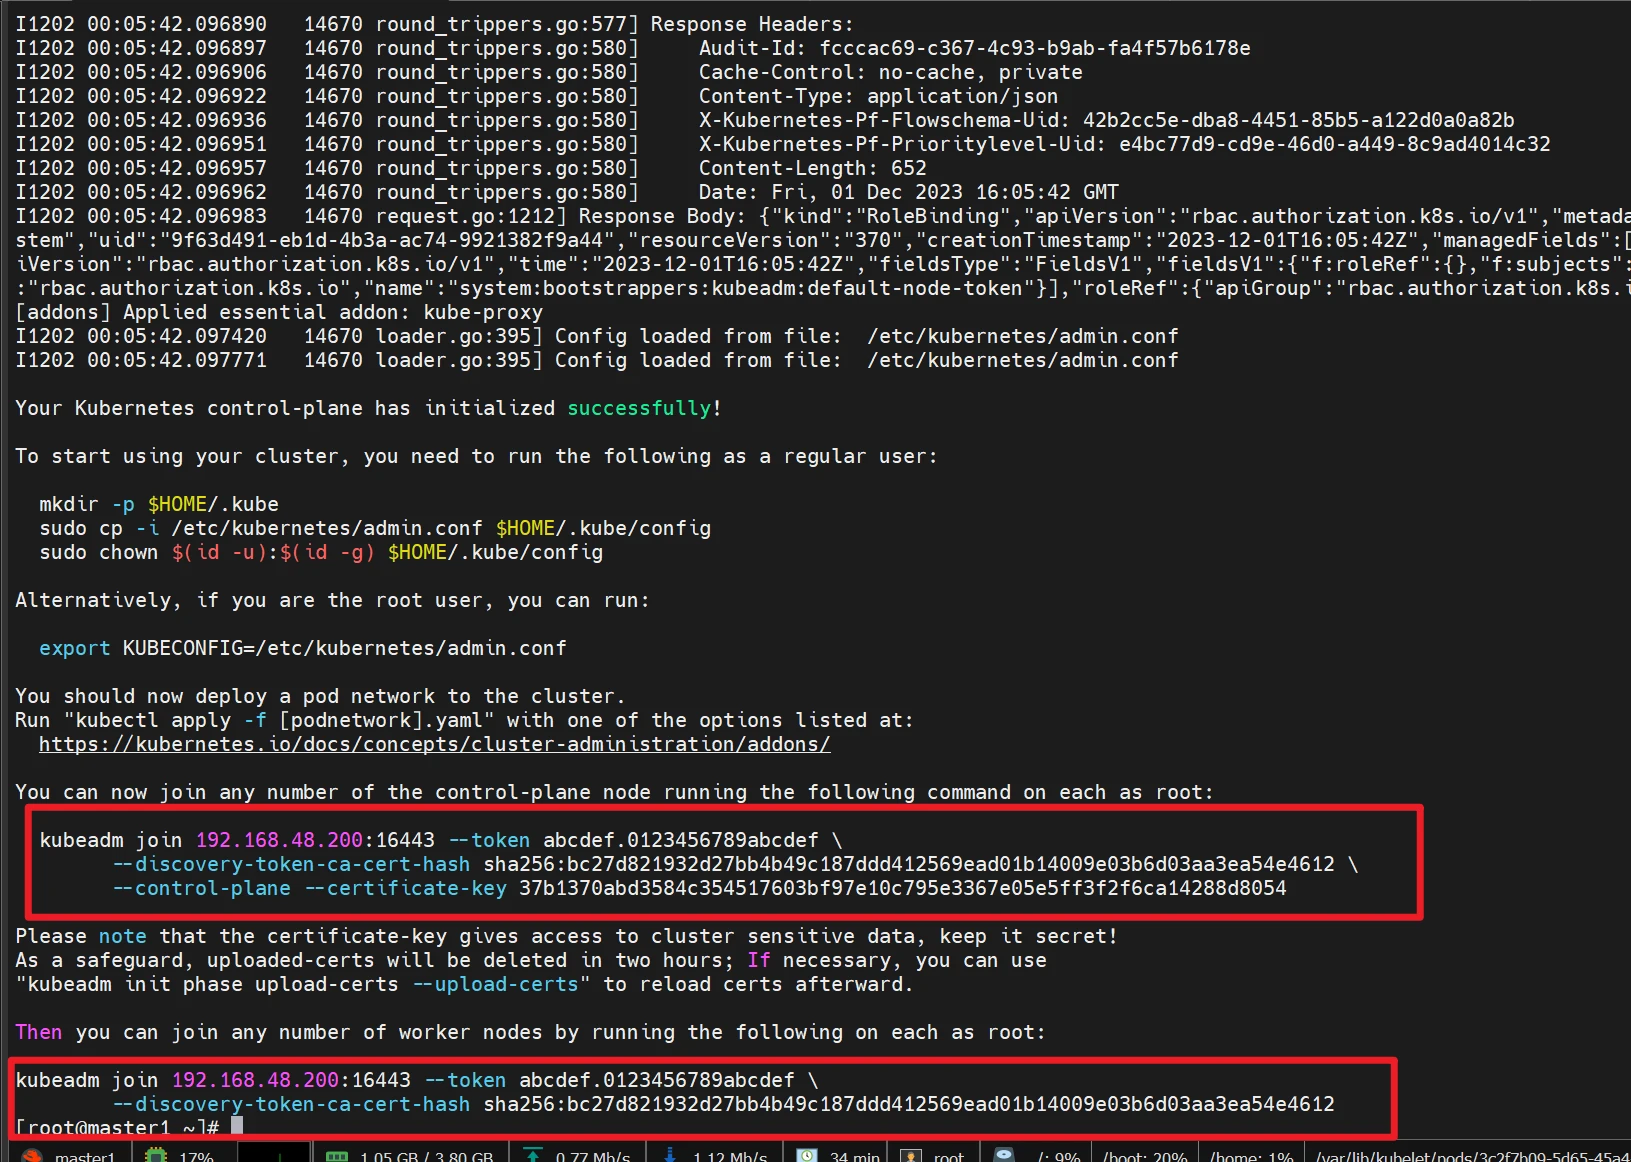 I1202 00:05:42.096890   14670 round_trippers.go:577] Response Headers:
I1202 00:05:42.096897   14670 round_trippers.go:580]     Audit-Id: fcccac69-c367-4c93-b9ab-fa4f57b6178e
I1202 00:05:42.096906   14670 round_trippers.go:580]     Cache-Control: no-cache, private
I1202 00:05:42.096922   14670 round_trippers.go:580]     Content-Type: application/json
I1202 00:05:42.096936   14670 round_trippers.go:580]     X-Kubernetes-Pf-Flowschema-Uid: 42b2cc5e-dba8-4451-85b5-a122d0a0a82b
I1202 00:05:42.096951   14670 round_trippers.go:580]     X-Kubernetes-Pf-Prioritylevel-Uid: e4bc77d9-cd9e-46d0-a449-8c9ad4014c32
I1202 00:05:42.096957   14670 round_trippers.go:580]     Content-Length: 652
I1202 00:05:42.096962   14670 round_trippers.go:580]     Date: Fri, 01 Dec 2023 16:05:42 GMT
I1202 00:05:42.096983   14670 request.go:1212] Response Body: {"kind":"RoleBinding","apiVersion":"rbac.authorization.k8s.io/v1","metada
stem","uid":"9f63d491-eb1d-4b3a-ac74-9921382f9a44","resourceVersion":"370","creationTimestamp":"2023-12-01T16:05:42Z","managedFields":[
iVersion":"rbac.authorization.k8s.io/v1","time":"2023-12-01T16:05:42Z","fieldsType":"FieldsV1","fieldsV1":{"f:roleRef":{},"f:subjects":
:"rbac.authorization.k8s.io","name":"system:bootstrappers:kubeadm:default-node-token"}],"roleRef":{"apiGroup":"rbac.authorization.k8s.i
[addons] Applied essential addon: kube-proxy
I1202 00:05:42.097420   14670 loader.go:395] Config loaded from file:  /etc/kubernetes/admin.conf
I1202 00:05:42.097771   14670 loader.go:395] Config loaded from file:  /etc/kubernetes/admin.conf
Your Kubernetes control-plane has initialized successfully!
To start using your cluster, you need to run the following as a regular user:
mkdir -p $HOME/.kube
sudo cp -i /etc/kubernetes/admin.conf $HOME/.kube/config
sudo chown $(id -u):$(id -g) $HOME/.kube/config
Alternatively, if you are the root user, you can run:
export KUBECONFIG=/etc/kubernetes/admin.conf
You should now deploy a pod network to the cluster.
Run "kubectl apply -f [podnetwork].yaml" with one of the options listed at:
https://kubernetes.io/docs/concepts/cluster-administration/addons/
You can now join any number of the control-plane node running the following command on each as root:
kubeadm join 192.168.48.200:16443 --token abcdef.0123456789abcdef \
--discovery-token-ca-cert-hash sha256:bc27d821932d27bb4b49c187ddd412569ead01b14009e03b6d03aa3ea54e4612 \
--control-plane --certificate-key 37b1370abd3584c354517603bf97e10c795e3367e05e5ff3f2f6ca14288d8054
Please note that the certificate-key gives access to cluster sensitive data, keep it secret!
As a safeguard, uploaded-certs will be deleted in two hours; If necessary, you can use
"kubeadm init phase upload-certs --upload-certs" to reload certs afterward.
Then you can join any number of worker nodes by running the following on each as root:
kubeadm join 192.168.48.200:16443 --token abcdef.0123456789abcdef \
--discovery-token-ca-cert-hash sha256:bc27d821932d27bb4b49c187ddd412569ead01b14009e03b6d03aa3ea54e4612
[root@master1 ~]#
master1 17% 1.05 GB / 3.80 GB 0.77 Mb/s 1.12 Mb/s 34 min root /: 9% /boot: 20% /home: 1% /var/lib/kubelet/pods/3c2f7b09-5d65-45a4